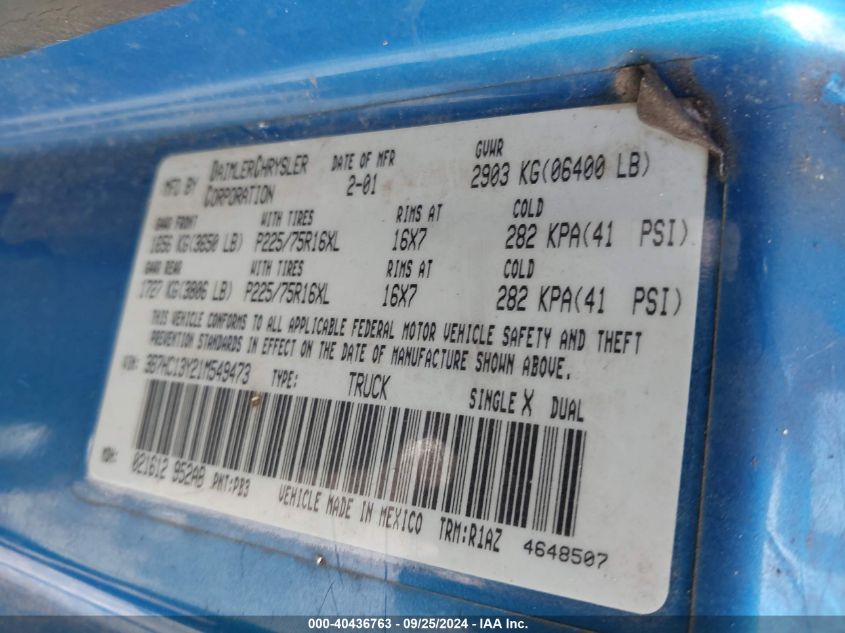 MFD BY DAIMLERCHRYSLER CORPORATION DATE OF MFR 2-01 GVWR 2903 KG(06400 LB)
GAWR FRONT WITH TIRES RIMS AT COLD
1656 KG(3650 LB) P225/75R16XL 16X7 282 KPA(41 PSI)
GAWR REAR WITH TIRES RIMS AT COLD
1727 KG(3806 LB) P225/75R16XL 16X7 282 KPA(41 PSI)
THIS VEHICLE CONFORMS TO ALL APPLICABLE FEDERAL MOTOR VEHICLE SAFETY AND THEFT
PREVENTION STANDARDS IN EFFECT ON THE DATE OF MANUFACTURE SHOWN ABOVE.
VIN: 3B7HC13Y21M549473 TYPE: TRUCK SINGLE X DUAL
MDH: 021612 952AB PNT:PB3 VEHICLE MADE IN MEXICO TRM:R1AZ 4648507
000-40436763 - 09/25/2024 - IAAI Inc.